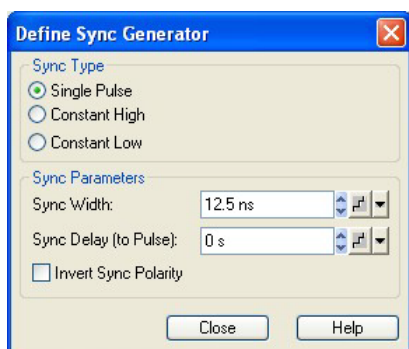 Define Sync Generator
Sync Type
Single Pulse
Constant High
Constant Low
Sync Parameters
Sync Width: 12.5 ns
Sync Delay (to Pulse): 0 s
Invert Sync Polarity
Close Help